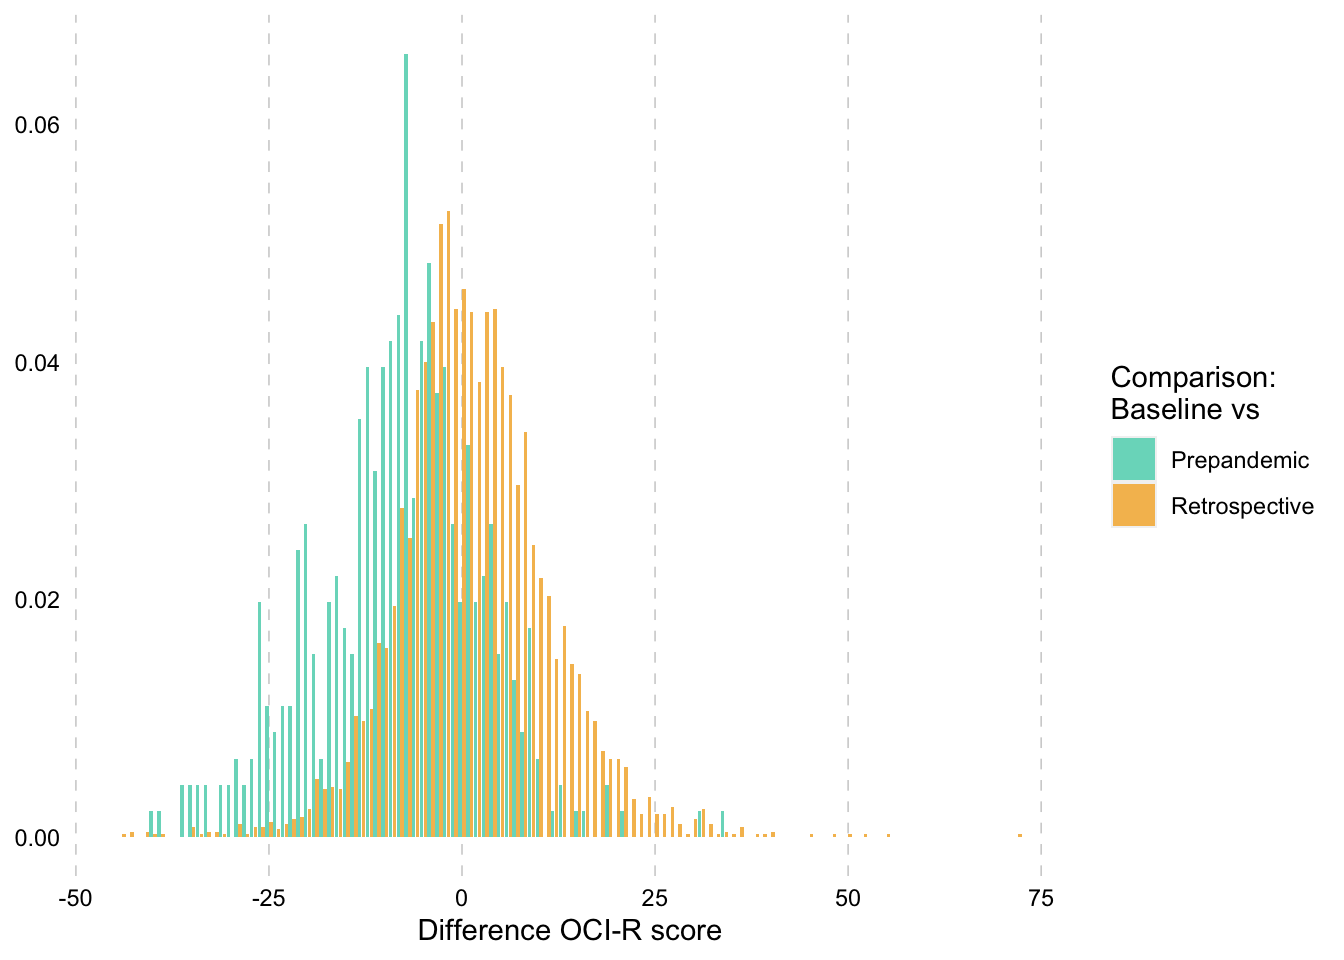 0.06
0.04
0.02
0.00
-50
-25
0
25
50
75
Difference OCI-R score
Comparison:
Baseline vs
Prepandemic
Retrospective